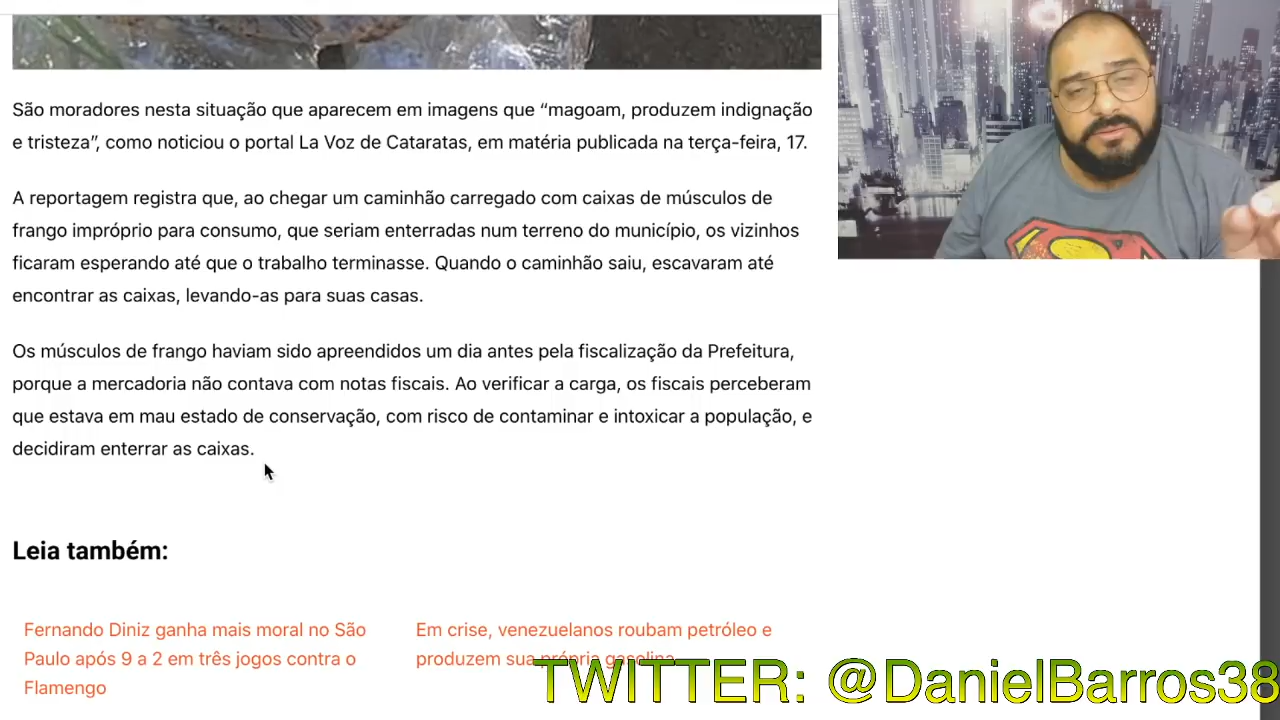 São moradores nesta situação que aparecem em imagens que “magoam, produzem indignação
e tristeza”, como noticiou o portal La Voz de Cataratas, em matéria publicada na terça-feira, 17.
A reportagem registra que, ao chegar um caminhão carregado com caixas de músculos de
frango impróprio para consumo, que seriam enterradas num terreno do município, os vizinhos
ficaram esperando até que o trabalho terminasse. Quando o caminhão saiu, escavaram até
encontrar as caixas, levando-as para suas casas.
Os músculos de frango haviam sido apreendidos um dia antes pela fiscalização da Prefeitura,
porque a mercadoria não contava com notas fiscais. Ao verificar a carga, os fiscais perceberam
que estava em mau estado de conservação, com risco de contaminar e intoxicar a população, e
decidiram enterrar as caixas.
Leia também:
Fernando Diniz ganha mais moral no São
Paulo após 9 a 2 em três jogos contra o
Flamengo
Em crise, venezuelanos roubam petróleo e
produzem sua própria gasolina
TWITTER: @DanielBarros38